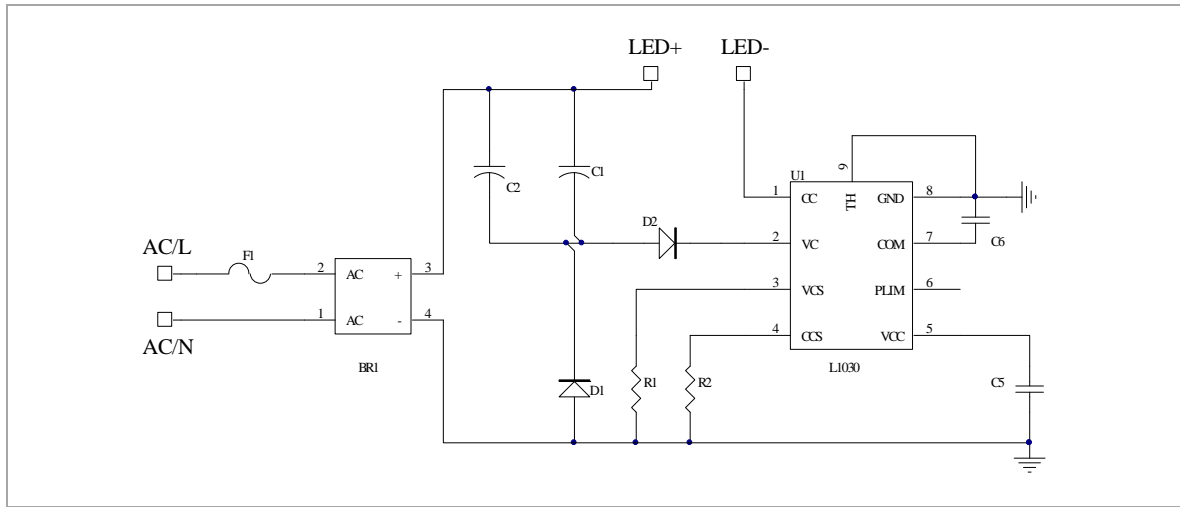 LED+
LED-
9
U1
C2
C1
1
CC
TH
GND
8
D2
2
VC
COM
7
C6
AC/L
F1
2
AC
+
3
3
VCS
PLIM
6
1
AC
-
4
AC/N
4
CCS
VCC
5
BR1
L1030
D1
R1
R2
C5